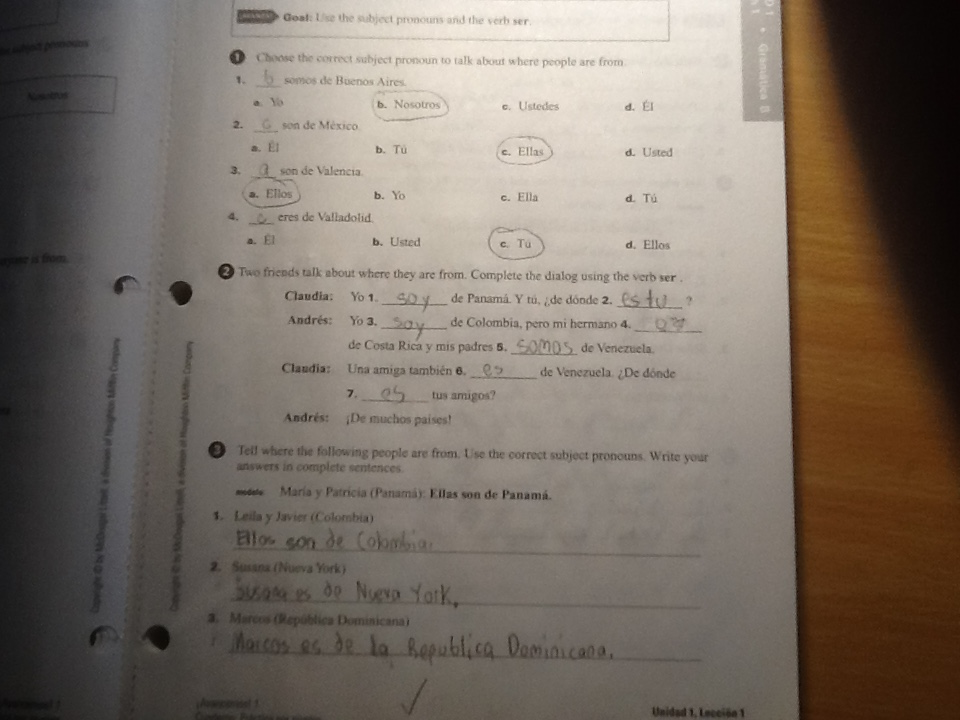 Goal: Use the subject pronouns and the verb ser.
1 Choose the correct subject pronoun to talk about where people are from.
1. b somos de Buenos Aires.
a. Yo b. Nosotros c. Ustedes d. Él
2. c son de México.
a. Él b. Tú c. Ellas d. Usted
3. a son de Valencia.
a. Ellos b. Yo c. Ella d. Tú
4. c eres de Valladolid.
a. Él b. Usted c. Tú d. Ellos
2 Two friends talk about where they are from. Complete the dialog using the verb ser .
Claudia: Yo 1. soy de Panamá. Y tú, ¿de dónde 2. es tu ?
Andrés: Yo 3. soy de Colombia, pero mi hermano 4.
de Costa Rica y mis padres 5. somos de Venezuela.
Claudia: Una amiga también 6. es de Venezuela. ¿De dónde
7. es tus amigos?
Andrés: ¡De muchos países!
3 Tell where the following people are from. Use the correct subject pronouns. Write your
answers in complete sentences.
modelo María y Patricia (Panamá): Ellas son de Panamá.
1. Leila y Javier (Colombia)
Ellos son de Colombia.
2. Susana (Nueva York)
Susana es de Nueva York.
3. Marcos (República Dominicana)
Marcos es de la Republica Dominicana.
Unidad 1, Lección 1
Gramática B
Nosotros
subject pronouns